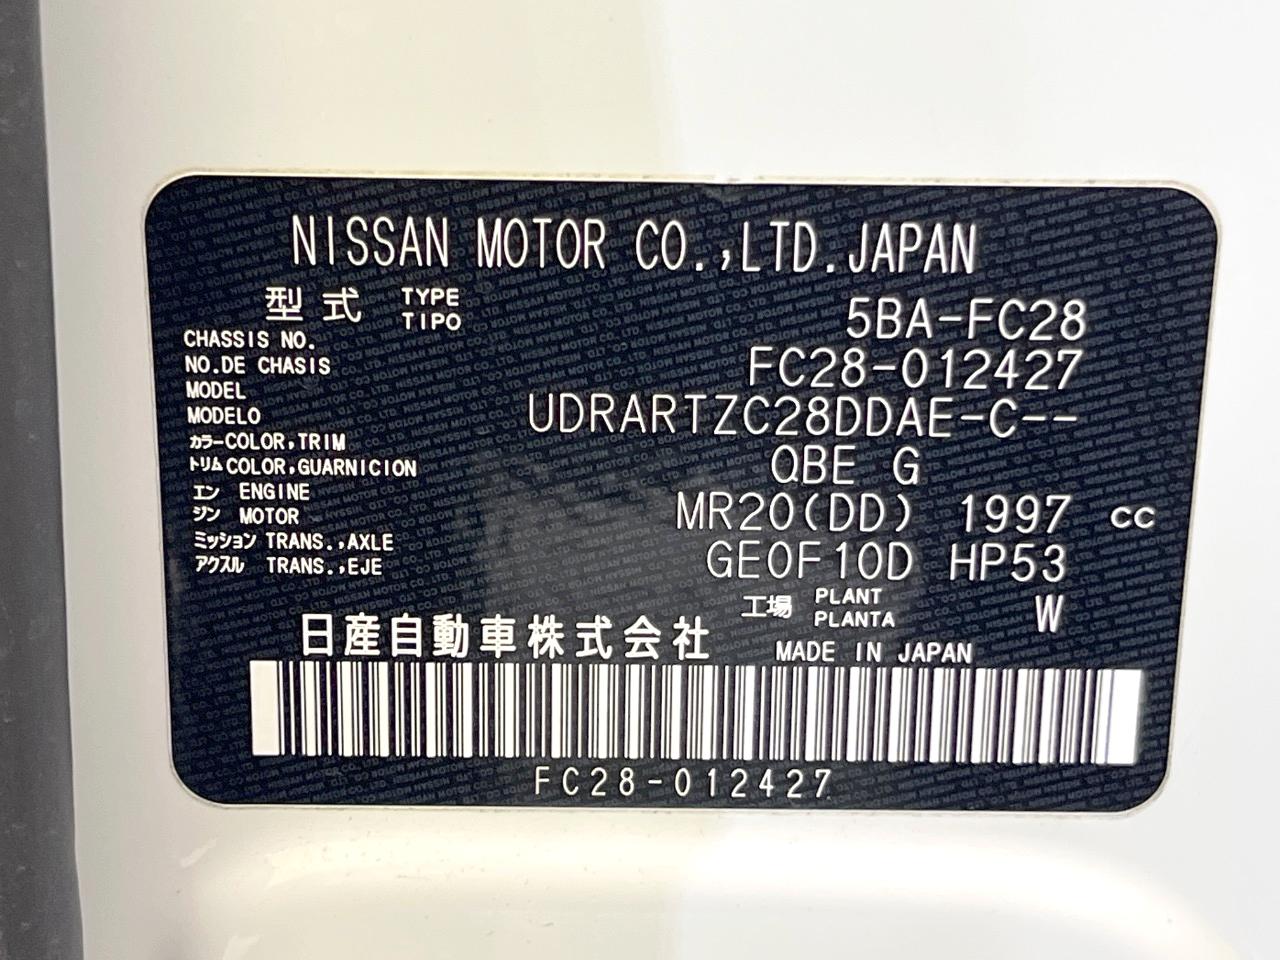 NISSAN MOTOR CO.,LTD.JAPAN
型式 TYPE TIPO 5BA-FC28
CHASSIS NO.
NO.DE CHASIS FC28-012427
MODEL
MODELO UDRARTZC28DDAE-C--
カラー COLOR,TRIM
トリム COLOR,GUARNICION QBE G
エン ENGINE
ジン MOTOR MR20(DD) 1997 CC
ミッション TRANS.,AXLE
アクスル TRANS.,EJE GE0F10D HP53
工場 PLANT PLANTA W
日産自動車株式会社 MADE IN JAPAN
FC28-012427